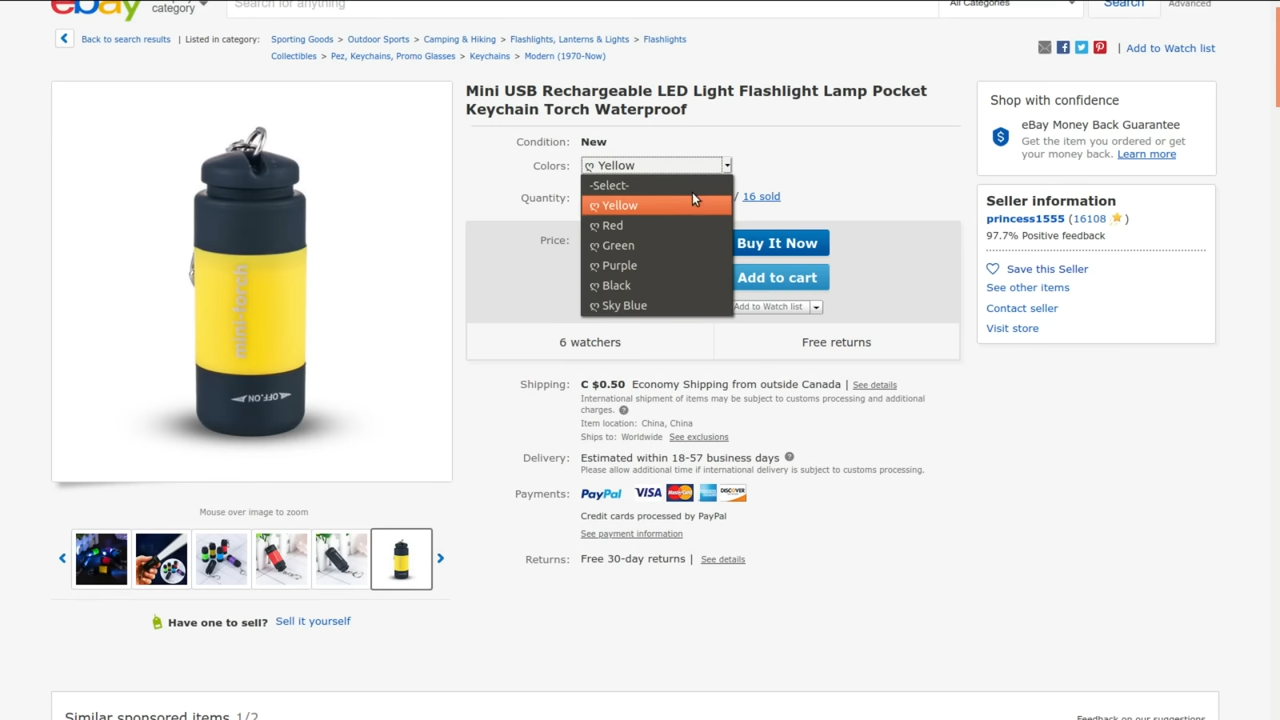 ebay
category
Search for anything
All Categories
Search
Advanced
Back to search results | Listed in category: Sporting Goods > Outdoor Sports > Camping & Hiking > Flashlights, Lanterns & Lights > Flashlights
Collectibles > Pez, Keychains, Promo Glasses > Keychains > Modern (1970-Now)
| Add to Watch list
Mini USB Rechargeable LED Light Flashlight Lamp Pocket
Keychain Torch Waterproof
Condition: New
Colors: ღ Yellow
-Select-
ღ Yellow
ღ Red
ღ Green
ღ Purple
ღ Black
ღ Sky Blue
Quantity: / 16 sold
Price:
Buy It Now
Add to cart
Add to Watch list
6 watchers
Free returns
Shipping: C $0.50 Economy Shipping from outside Canada | See details
International shipment of items may be subject to customs processing and additional
charges.
Item location: China, China
Ships to: Worldwide See exclusions
Delivery: Estimated within 18-57 business days
Please allow additional time if international delivery is subject to customs processing.
Payments: PayPal VISA MasterCard DISCOVER
Credit cards processed by PayPal
See payment information
Returns: Free 30-day returns | See details
Shop with confidence
eBay Money Back Guarantee
Get the item you ordered or get
your money back. Learn more
Seller information
princess1555 (16108 )
97.7% Positive feedback
Save this Seller
See other items
Contact seller
Visit store
mini-torch
OFF.ON
Mouse over image to zoom
Have one to sell? Sell it yourself
Similar sponsored items 1/2
Feedback on our suggestions